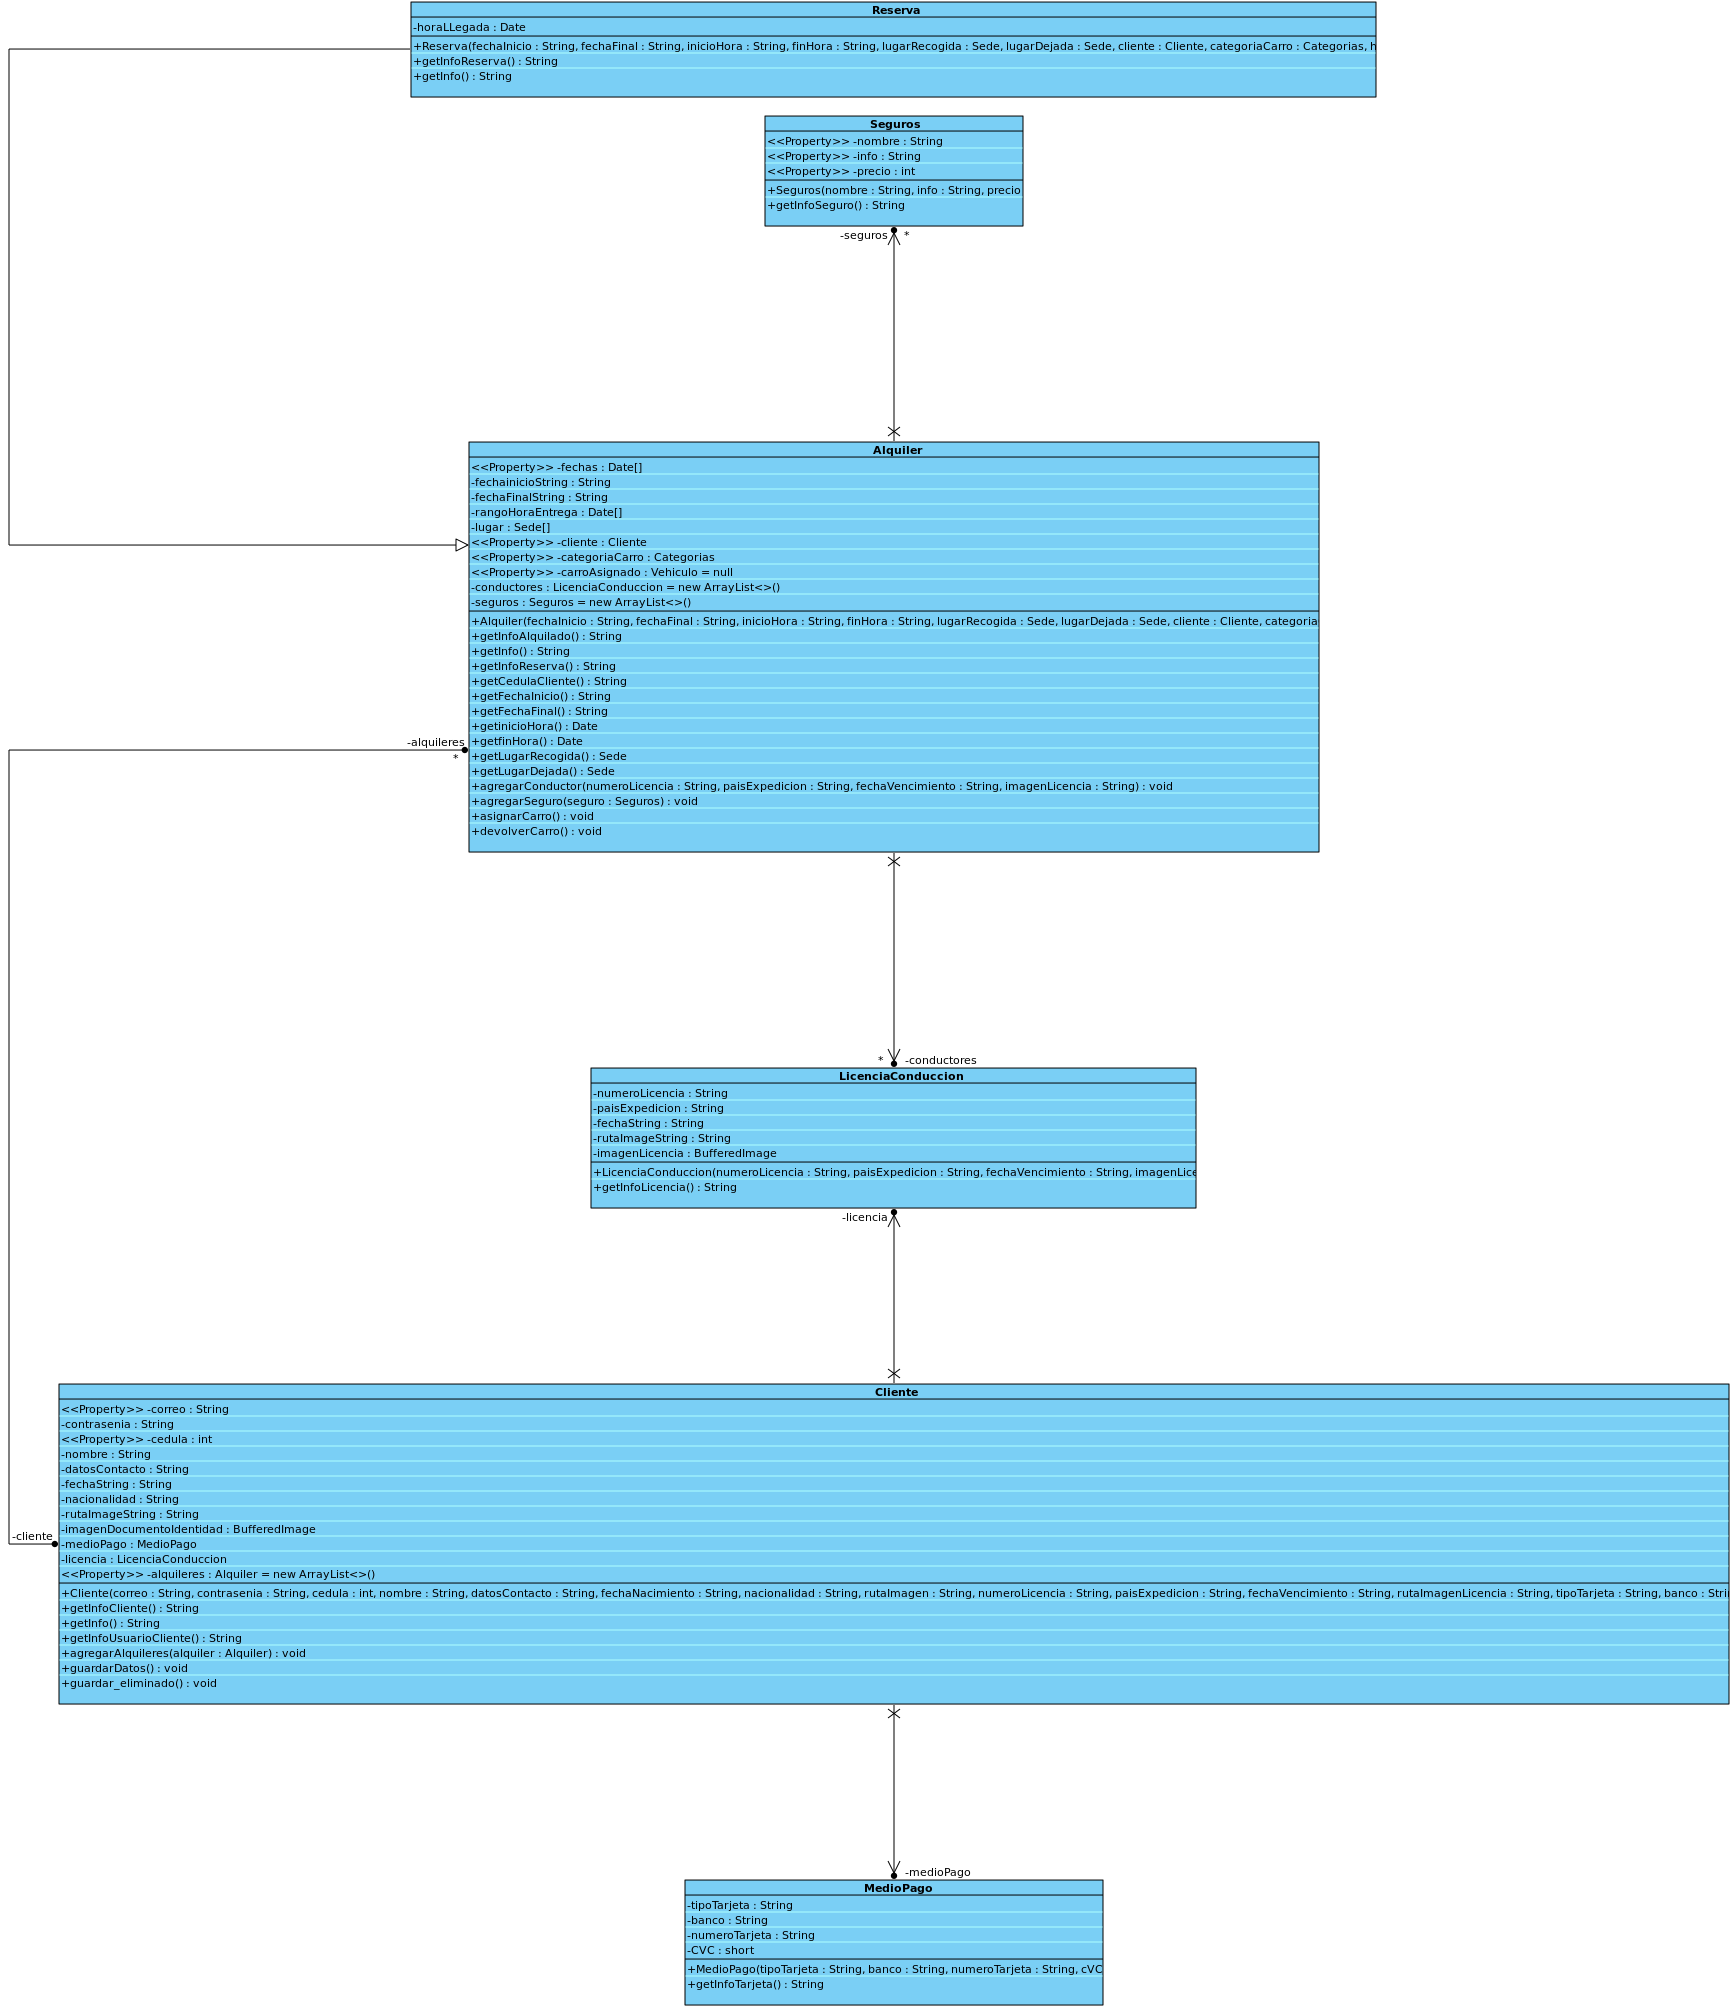 Reserva
-horaLLegada : Date
+Reserva(fechaInicio : String, fechaFinal : String, inicioHora : String, finHora : String, lugarRecogida : Sede, lugarDejada : Sede, cliente : Cliente, categoriaCarro : Categorias, h
+getInfoReserva() : String
+getInfo() : String
Seguros
<<Property>> -nombre : String
<<Property>> -info : String
<<Property>> -precio : int
+Seguros(nombre : String, info : String, precio
+getInfoSeguro() : String
-seguros *
Alquiler
<<Property>> -fechas : Date[]
-fechainicioString : String
-fechaFinalString : String
-rangoHoraEntrega : Date[]
-lugar : Sede[]
<<Property>> -cliente : Cliente
<<Property>> -categoriaCarro : Categorias
<<Property>> -carroAsignado : Vehiculo = null
-conductores : LicenciaConduccion = new ArrayList<>()
-seguros : Seguros = new ArrayList<>()
+Alquiler(fechaInicio : String, fechaFinal : String, inicioHora : String, finHora : String, lugarRecogida : Sede, lugarDejada : Sede, cliente : Cliente, categoria
+getInfoAlquilado() : String
+getInfo() : String
+getInfoReserva() : String
+getCedulaCliente() : String
+getFechaInicio() : String
+getFechaFinal() : String
+getinicioHora() : Date
+getfinHora() : Date
+getLugarRecogida() : Sede
+getLugarDejada() : Sede
+agregarConductor(numeroLicencia : String, paisExpedicion : String, fechaVencimiento : String, imagenLicencia : String) : void
+agregarSeguro(seguro : Seguros) : void
+asignarCarro() : void
+devolverCarro() : void
-alquileres
*
* -conductores
LicenciaConduccion
-numeroLicencia : String
-paisExpedicion : String
-fechaString : String
-rutaImageString : String
-imagenLicencia : BufferedImage
+LicenciaConduccion(numeroLicencia : String, paisExpedicion : String, fechaVencimiento : String, imagenLice
+getInfoLicencia() : String
-licencia
Cliente
<<Property>> -correo : String
-contrasenia : String
<<Property>> -cedula : int
-nombre : String
-datosContacto : String
-fechaString : String
-nacionalidad : String
-rutaImageString : String
-imagenDocumentoIdentidad : BufferedImage
-medioPago : MedioPago
-licencia : LicenciaConduccion
<<Property>> -alquileres : Alquiler = new ArrayList<>()
+Cliente(correo : String, contrasenia : String, cedula : int, nombre : String, datosContacto : String, fechaNacimiento : String, nacionalidad : String, rutaImagen : String, numeroLicencia : String, paisExpedicion : String, fechaVencimiento : String, rutaImagenLicencia : String, tipoTarjeta : String, banco : Stri
+getInfoCliente() : String
+getInfo() : String
+getInfoUsuarioCliente() : String
+agregarAlquileres(alquiler : Alquiler) : void
+guardarDatos() : void
+guardar_eliminado() : void
-cliente
-medioPago
MedioPago
-tipoTarjeta : String
-banco : String
-numeroTarjeta : String
-CVC : short
+MedioPago(tipoTarjeta : String, banco : String, numeroTarjeta : String, cVC
+getInfoTarjeta() : String